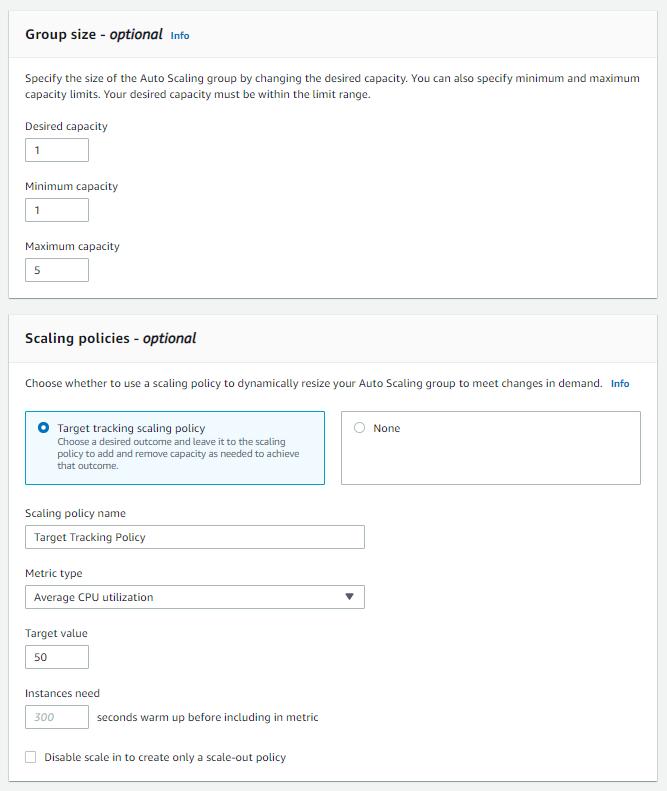 Group size - optional Info
Specify the size of the Auto Scaling group by changing the desired capacity. You can also specify minimum and maximum
capacity limits. Your desired capacity must be within the limit range.
Desired capacity
1
Minimum capacity
1
Maximum capacity
5
Scaling policies - optional
Choose whether to use a scaling policy to dynamically resize your Auto Scaling group to meet changes in demand. Info
Target tracking scaling policy
Choose a desired outcome and leave it to the scaling
policy to add and remove capacity as needed to achieve
that outcome.
None
Scaling policy name
Target Tracking Policy
Metric type
Average CPU utilization
Target value
50
Instances need
300 seconds warm up before including in metric
Disable scale in to create only a scale-out policy